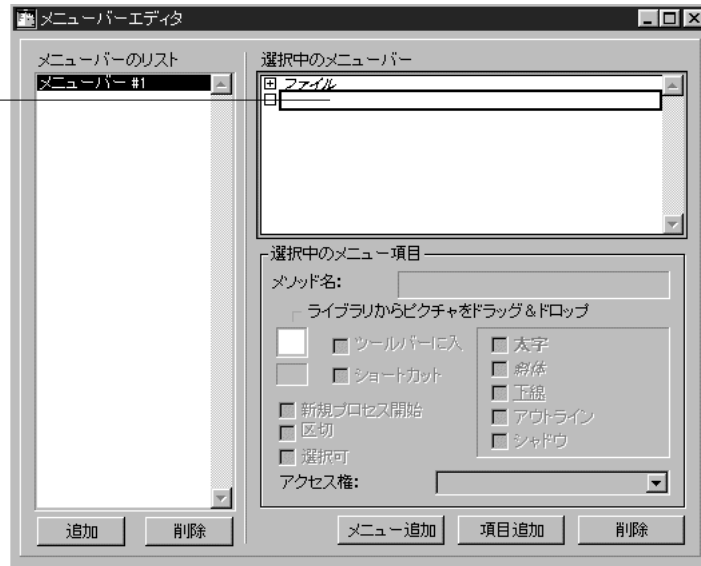 メニューバーエディタ
メニューバーのリスト
メニューバー #1
追加
削除
選択中のメニューバー
ファイル
選択中のメニュー項目
メソッド名:
ライブラリからピクチャをドラッグ&ドロップ
ツールバーに入
ショートカット
新規プロセス開始
区切
選択可
太字
斜体
下線
アウトライン
シャドウ
アクセス権:
メニュー追加
項目追加
削除